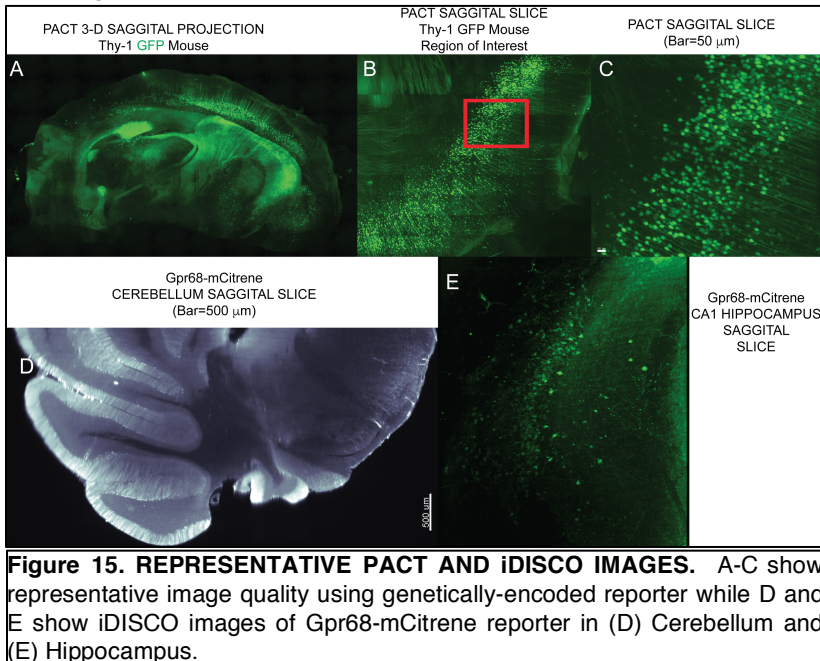 PACT 3-D SAGGITAL PROJECTION
Thy-1 GFP Mouse
PACT SAGGITAL SLICE
Thy-1 GFP Mouse
Region of Interest
PACT SAGGITAL SLICE
(Bar=50 µm)
A
B
C
Gpr68-mCitrene
CEREBELLUM SAGGITAL SLICE
(Bar=500 µm)
D
500 um
E
Gpr68-mCitrene
CA1 HIPPOCAMPUS
SAGGITAL
SLICE
Figure 15. REPRESENTATIVE PACT AND iDISCO IMAGES. A-C show
representative image quality using genetically-encoded reporter while D and
E show iDISCO images of Gpr68-mCitrene reporter in (D) Cerebellum and
(E) Hippocampus.